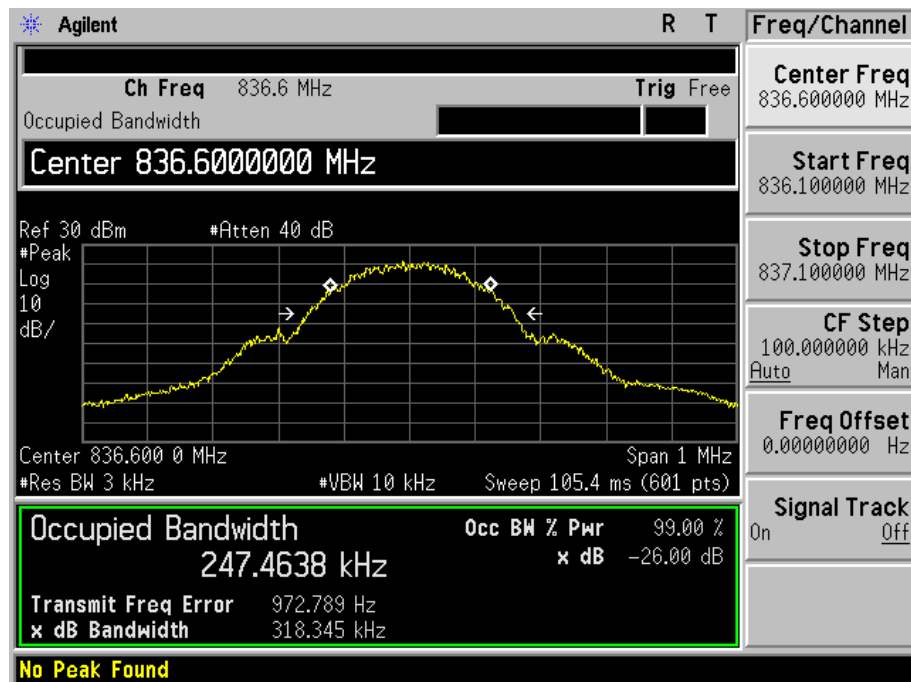 Agilent R T Freq/Channel
Ch Freq 836.6 MHz Trig Free
Occupied Bandwidth
Center 836.6000000 MHz
Ref 30 dBm #Atten 40 dB
#Peak
Log
10
dB/
Center 836.600 0 MHz Span 1 MHz
#Res BW 3 kHz #VBW 10 kHz Sweep 105.4 ms (601 pts)
Occupied Bandwidth Occ BW % Pwr 99.00 %
247.4638 kHz x dB -26.00 dB
Transmit Freq Error 972.789 Hz
x dB Bandwidth 318.345 kHz
No Peak Found
Center Freq
836.600000 MHz
Start Freq
836.100000 MHz
Stop Freq
837.100000 MHz
CF Step
100.000000 kHz
Auto Man
Freq Offset
0.00000000 Hz
Signal Track
On Off